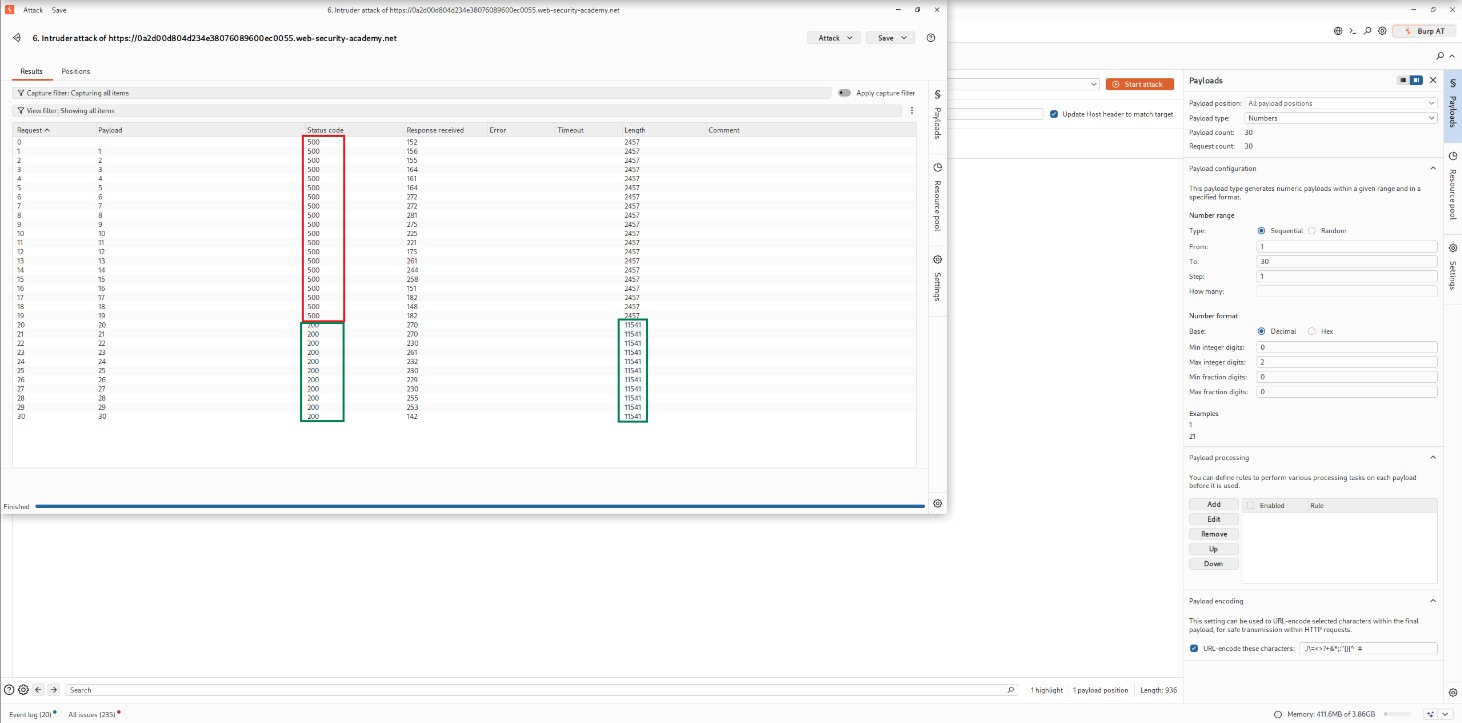 Attack Save 6. Intruder attack of https://0a2d00d804d234e38076089600ec0055.web-security-academy.net
6. Intruder attack of https://0a2d00d804d234e38076089600ec0055.web-security-academy.net
Attack Save
Results Positions
Capture filter: Capturing all items Apply capture filter
View filter: Showing all items
Request Payload Status code Response received Error Timeout Length Comment
0 500 152 2457
1 1 500 156 2457
2 2 500 155 2457
3 3 500 164 2457
4 4 500 161 2457
5 5 500 164 2457
6 6 500 272 2457
7 7 500 272 2457
8 8 500 281 2457
9 9 500 275 2457
10 10 500 225 2457
11 11 500 221 2457
12 12 500 175 2457
13 13 500 261 2457
14 14 500 244 2457
15 15 500 258 2457
16 16 500 151 2457
17 17 500 182 2457
18 18 500 148 2457
19 19 500 182 2457
20 20 200 270 11541
21 21 200 270 11541
22 22 200 230 11541
23 23 200 261 11541
24 24 200 232 11541
25 25 200 230 11541
26 26 200 229 11541
27 27 200 230 11541
28 28 200 255 11541
29 29 200 253 11541
30 30 200 142 11541
Finished
Payloads
Resource pool
Settings
Burp AT
Start attack
Update Host header to match target
Payloads
Payload position: All payload positions
Payload type: Numbers
Payload count: 30
Request count: 30
Payload configuration
This payload type generates numeric payloads within a given range and in a
specified format.
Number range
Type: Sequential Random
From: 1
To: 30
Step: 1
How many:
Number format
Base: Decimal Hex
Min integer digits: 0
Max integer digits: 2
Min fraction digits: 0
Max fraction digits: 0
Examples
1
21
Payload processing
You can define rules to perform various processing tasks on each payload
before it is used.
Add Enabled Rule
Edit
Remove
Up
Down
Payload encoding
This setting can be used to URL-encode selected characters within the final
payload, for safe transmission within HTTP requests.
URL-encode these characters:
Payloads
Resource pool
Settings
Search 1 highlight 1 payload position Length: 936
Event log (20) All issues (235) Memory: 411.6MB of 3.86GB